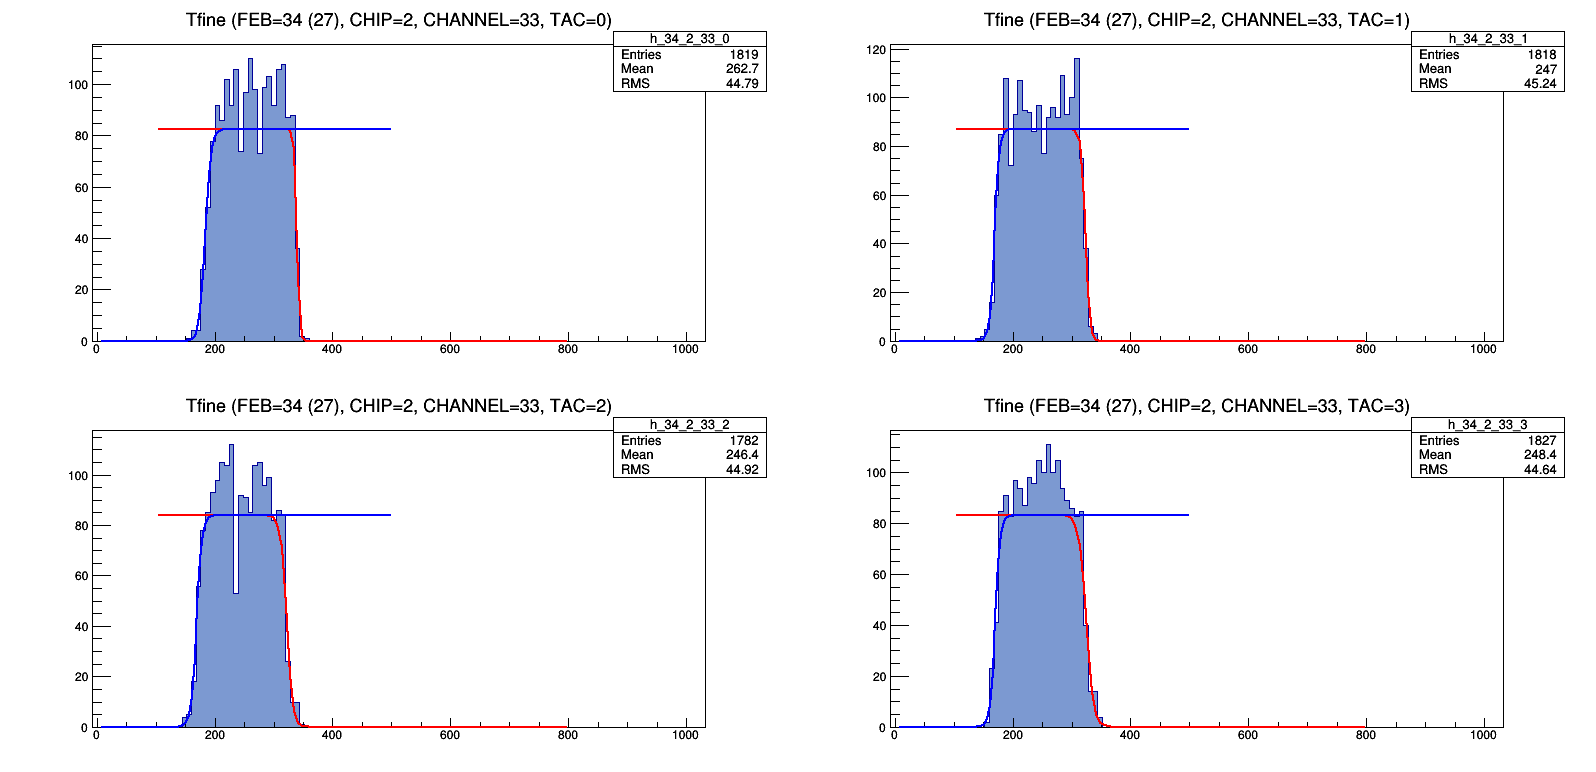 Tfine (FEB=34 (27), CHIP=2, CHANNEL=33, TAC=0)
h_34_2_33_0
Entries 1819
Mean 262.7
RMS 44.79
100
80
60
40
20
0
0 200 400 600 800 1000
Tfine (FEB=34 (27), CHIP=2, CHANNEL=33, TAC=1)
h_34_2_33_1
Entries 1818
Mean 247
RMS 45.24
120
100
80
60
40
20
0
0 200 400 600 800 1000
Tfine (FEB=34 (27), CHIP=2, CHANNEL=33, TAC=2)
h_34_2_33_2
Entries 1782
Mean 246.4
RMS 44.92
100
80
60
40
20
0
0 200 400 600 800 1000
Tfine (FEB=34 (27), CHIP=2, CHANNEL=33, TAC=3)
h_34_2_33_3
Entries 1827
Mean 248.4
RMS 44.64
100
80
60
40
20
0
0 200 400 600 800 1000